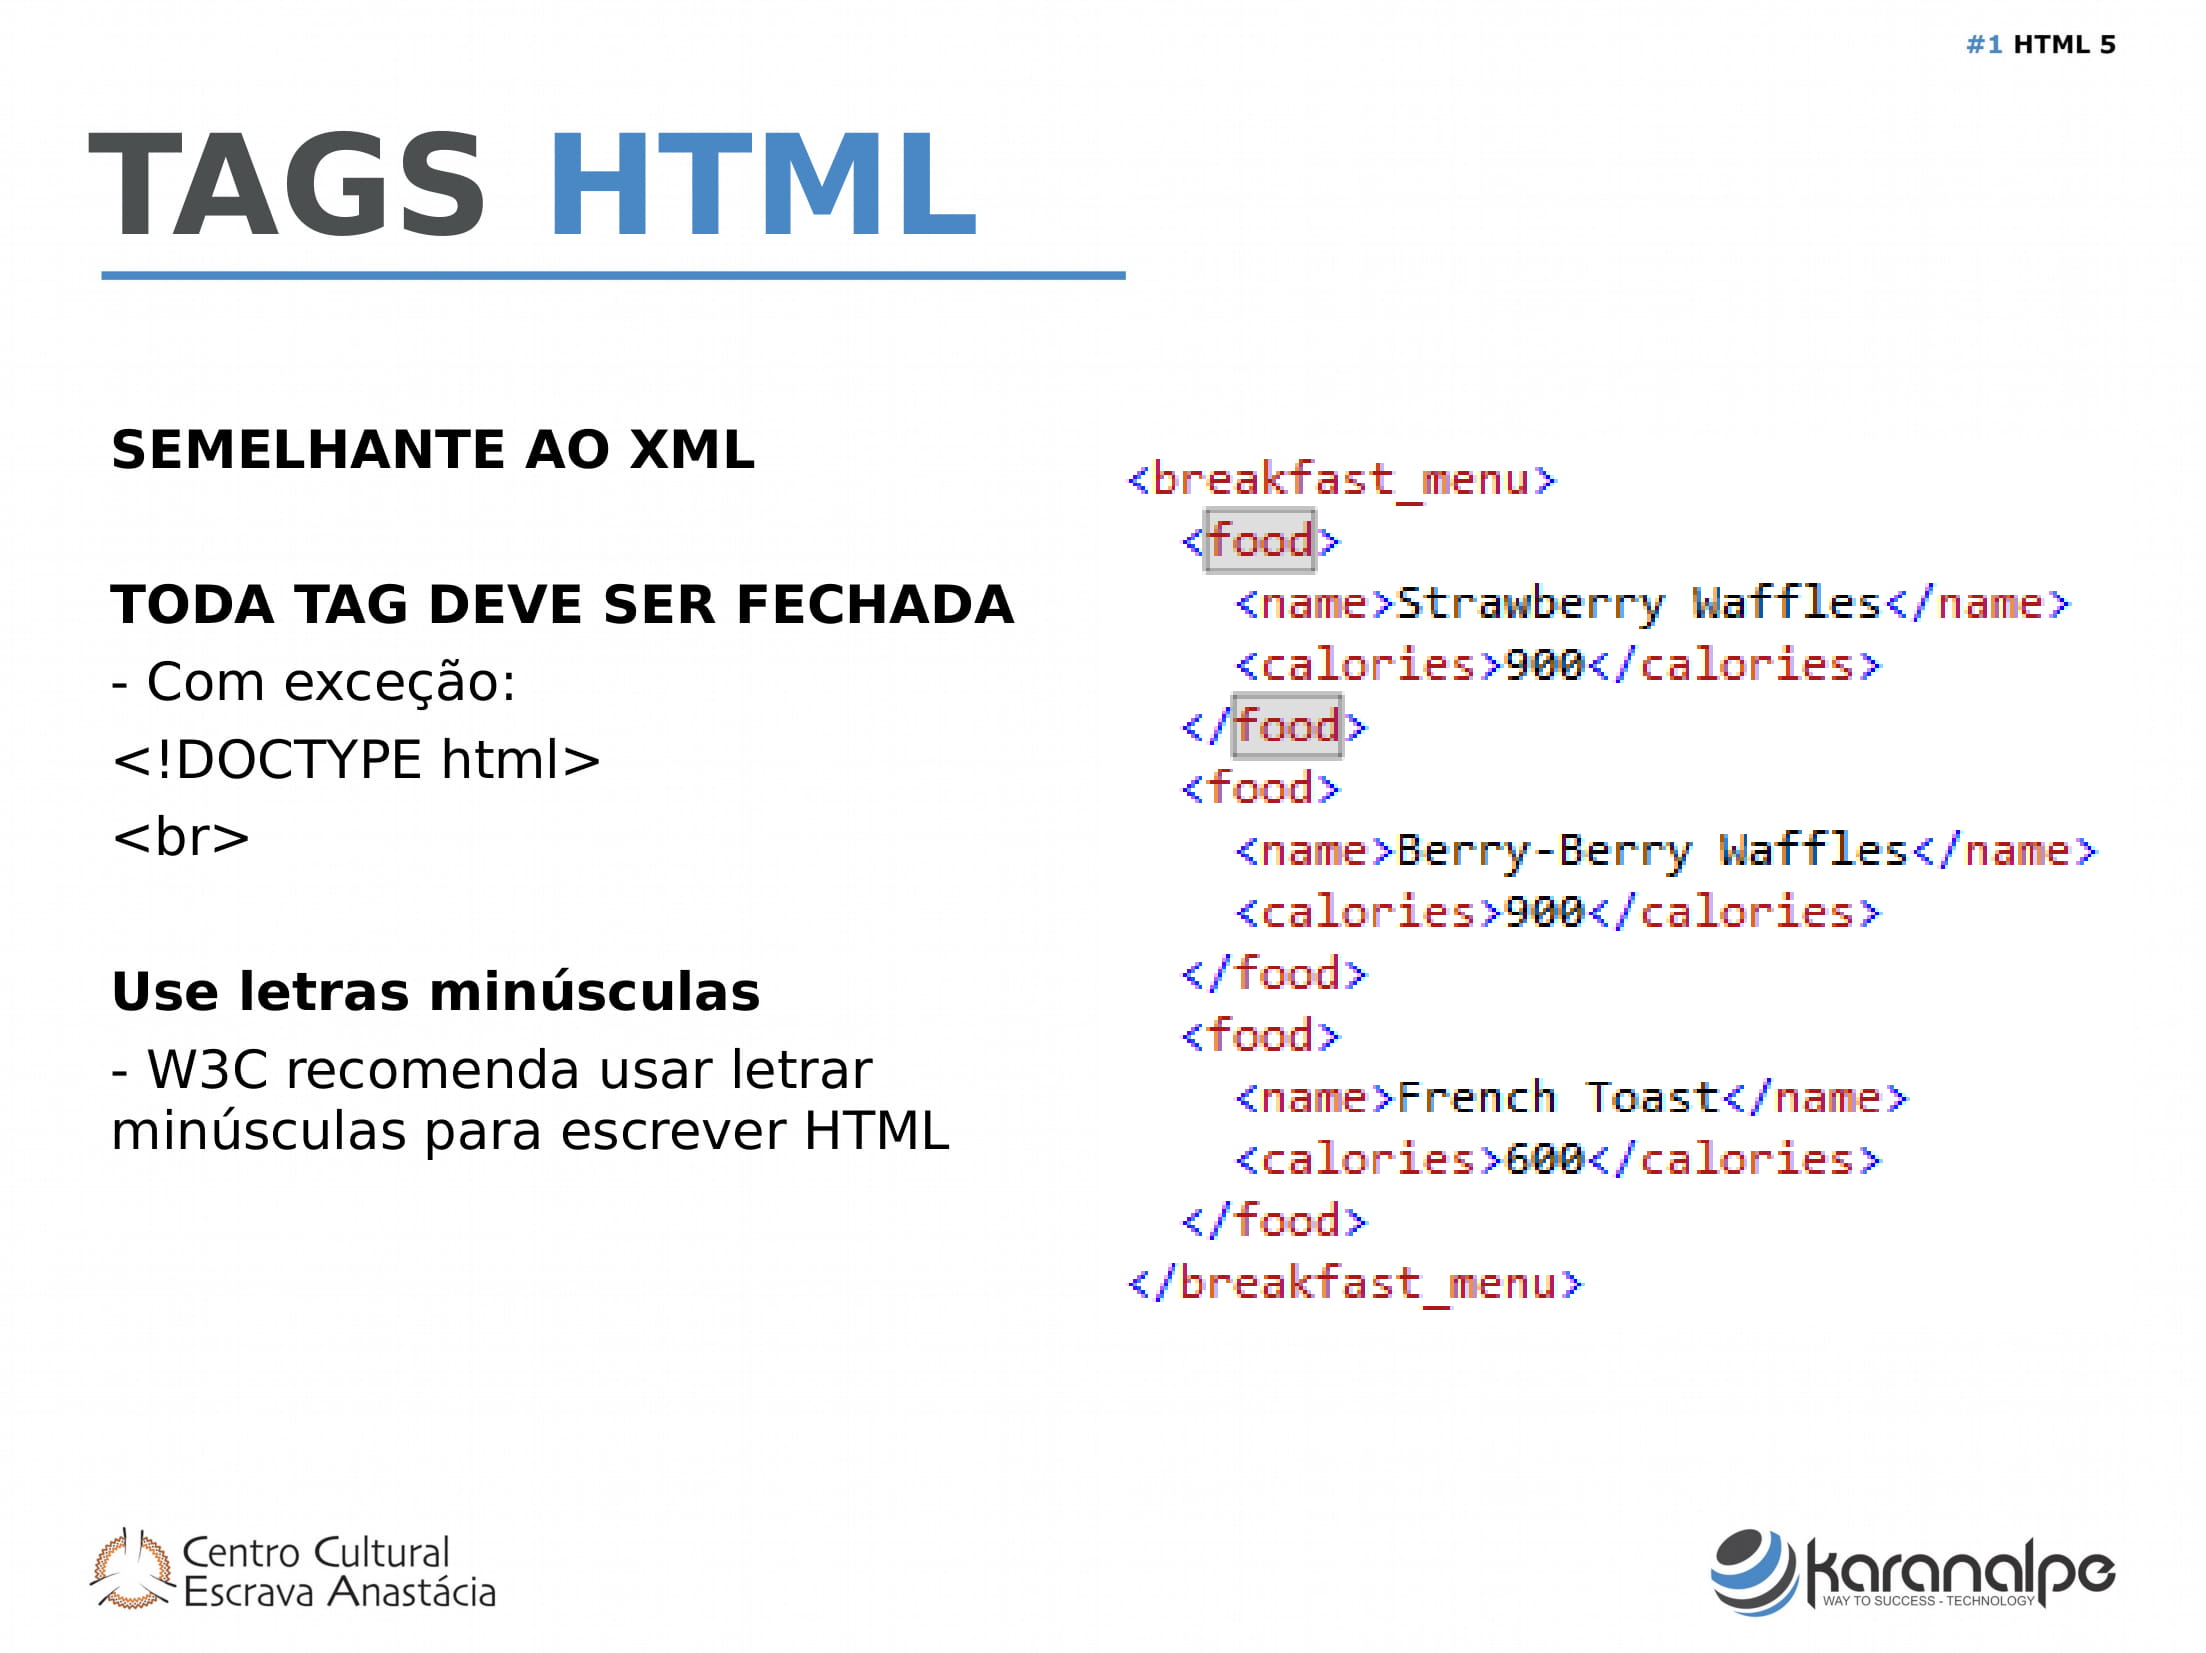 #1 HTML 5
TAGS HTML
SEMELHANTE AO XML
TODA TAG DEVE SER FECHADA
- Com exceção:
<!DOCTYPE html>
<br>
Use letras minúsculas
- W3C recomenda usar letrar
minúsculas para escrever HTML
<breakfast_menu>
<food>
<name>Strawberry Waffles</name>
<calories>900</calories>
</food>
<food>
<name>Berry-Berry Waffles</name>
<calories>900</calories>
</food>
<food>
<name>French Toast</name>
<calories>600</calories>
</food>
</breakfast_menu>
Centro Cultural
Escrava Anastácia
karanalpe
WAY TO SUCCESS - TECHNOLOGY